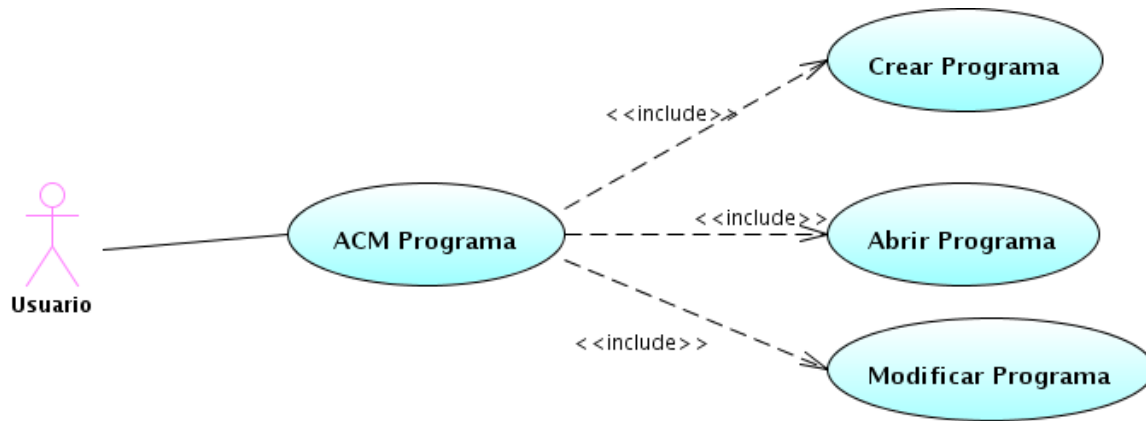 Crear Programa
<<include>>
<<include>>
ACM Programa
Abrir Programa
Usuario
<<include>>
Modificar Programa